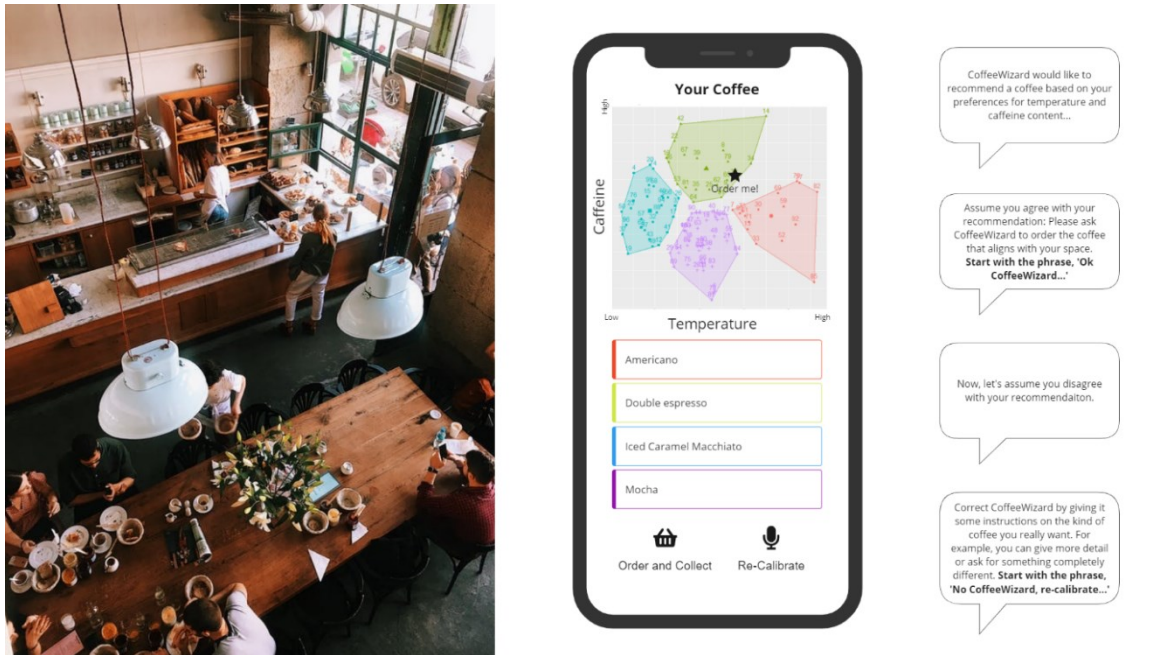 Your Coffee
High
Caffeine
Order me!
Low
Temperature
High
Americano
Double espresso
Iced Caramel Macchiato
Mocha
Order and Collect
Re-Calibrate
CoffeeWizard would like to
recommend a coffee based on your
preferences for temperature and
caffeine content...
Assume you agree with your
recommendation: Please ask
CoffeeWizard to order the coffee
that aligns with your space.
Start with the phrase, 'Ok
CoffeeWizard...'
Now, let's assume you disagree
with your recommendaiton.
Correct CoffeeWizard by giving it
some instructions on the kind of
coffee you really want. For
example, you can give more detail
or ask for something completely
different. Start with the phrase,
'No CoffeeWizard, re-calibrate...'